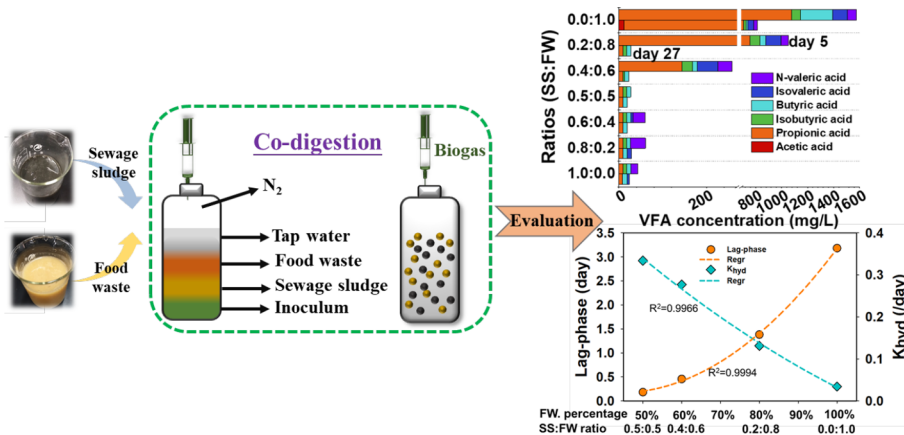 Sewage
sludge
Food
waste
Co-digestion
Biogas
N2
Tap water
Food waste
Sewage sludge
Inoculum
Evaluation
Ratios (SS:FW)
0.0:1.0
0.2:0.8
0.4:0.6
0.5:0.5
0.6:0.4
0.8:0.2
1.0:0.0
day 5
day 27
N-valeric acid
Isovaleric acid
Butyric acid
Isobutyric acid
Propionic acid
Acetic acid
0 200 800 1000 1200 1400 1600
VFA concentration (mg/L)
Lag-phase (day)
3.5
3.0
2.5
2.0
1.5
1.0
0.5
0.0
Lag-phase
Regr
Khyd
Regr
R²=0.9966
R²=0.9994
0.4
0.3
0.2
0.1
0.0
Khyd (/day)
FW. percentage 50% 60% 70% 80% 90% 100%
SS:FW ratio 0.5:0.5 0.4:0.6 0.2:0.8 0.0:1.0